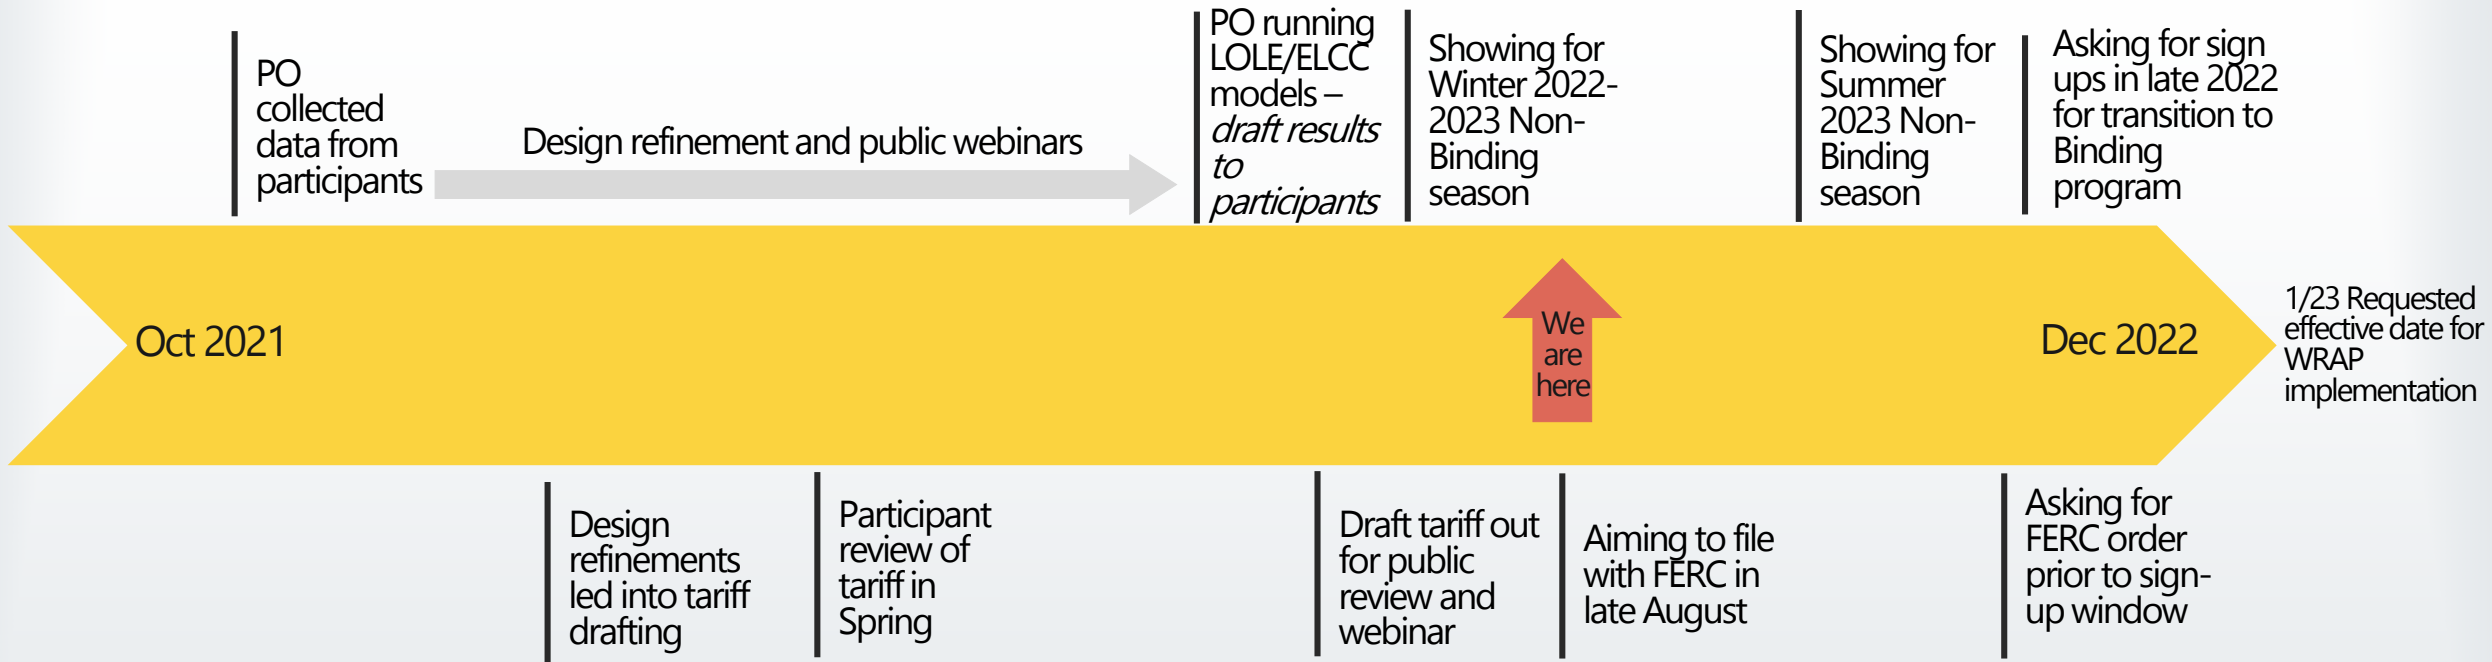 PO
collected
data from
participants
Design refinement and public webinars
PO running
LOLE/ELCC
models –
draft results
to
participants
Showing for
Winter 2022-
2023 Non-
Binding
season
Showing for
Summer
2023 Non-
Binding
season
Asking for sign
ups in late 2022
for transition to
Binding
program
Oct 2021
We
are
here
Dec 2022
1/23 Requested
effective date for
WRAP
implementation
Design
refinements
led into tariff
drafting
Participant
review of
tariff in
Spring
Draft tariff out
for public
review and
webinar
Aiming to file
with FERC in
late August
Asking for
FERC order
prior to sign-
up window